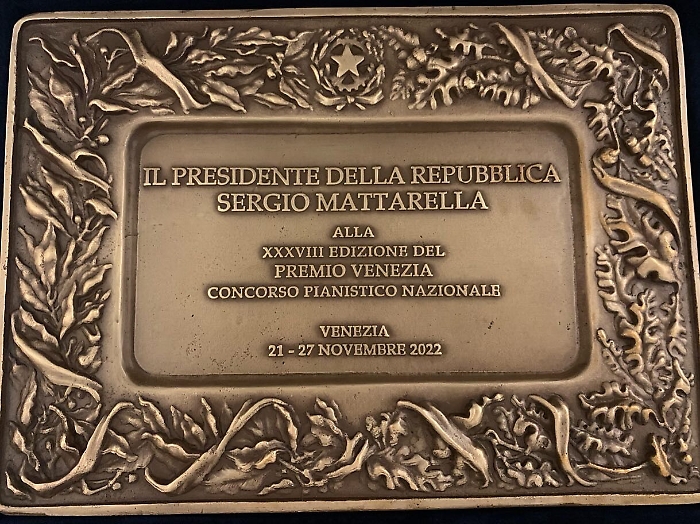 IL PRESIDENTE DELLA REPUBBLICA
SERGIO MATTARELLA
ALLA
XXXVIII EDIZIONE DEL
PREMIO VENEZIA
CONCORSO PIANISTICO NAZIONALE
VENEZIA
21 - 27 NOVEMBRE 2022